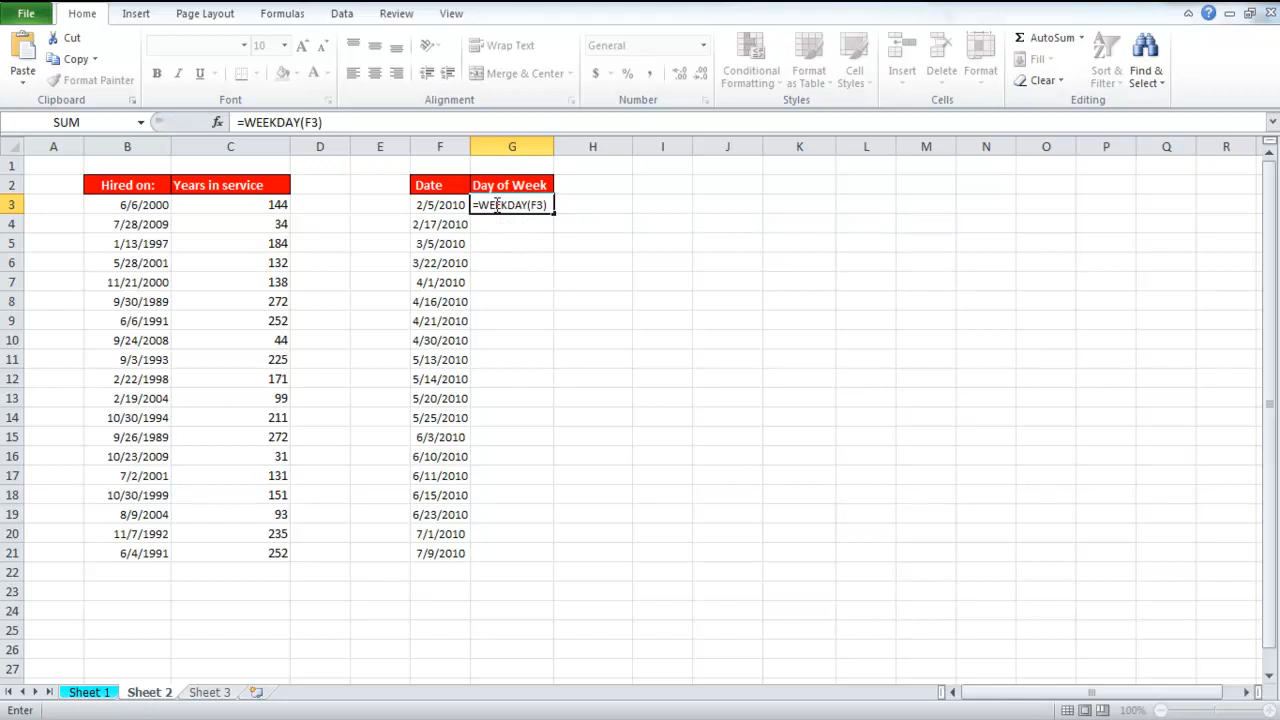 File Home Insert Page Layout Formulas Data Review View
Cut
Copy
Format Painter
Paste
Clipboard
10
B I U A
Font
Wrap Text
Merge & Center
Alignment
General
$ % ,
Number
Conditional Formatting
Format as Table
Cell Styles
Styles
Insert Delete Format
Cells
Σ AutoSum
Fill
Clear
Sort & Filter
Find & Select
Editing
SUM fx =WEEKDAY(F3)
A B C D E F G H I J K L M N O P Q R
1
2 Hired on: Years in service Date Day of Week
3 6/6/2000 144 2/5/2010 =WEEKDAY(F3)
4 7/28/2009 34 2/17/2010
5 1/13/1997 184 3/5/2010
6 5/28/2001 132 3/22/2010
7 11/21/2000 138 4/1/2010
8 9/30/1989 272 4/16/2010
9 6/6/1991 252 4/21/2010
10 9/24/2008 44 4/30/2010
11 9/3/1993 225 5/13/2010
12 2/22/1998 171 5/14/2010
13 2/19/2004 99 5/20/2010
14 10/30/1994 211 5/25/2010
15 9/26/1989 272 6/3/2010
16 10/23/2009 31 6/10/2010
17 7/2/2001 131 6/11/2010
18 10/30/1999 151 6/15/2010
19 8/9/2004 93 6/23/2010
20 11/7/1992 235 7/1/2010
21 6/4/1991 252 7/9/2010
22
23
24
25
26
27
Sheet 1 Sheet 2 Sheet 3
Enter 100%